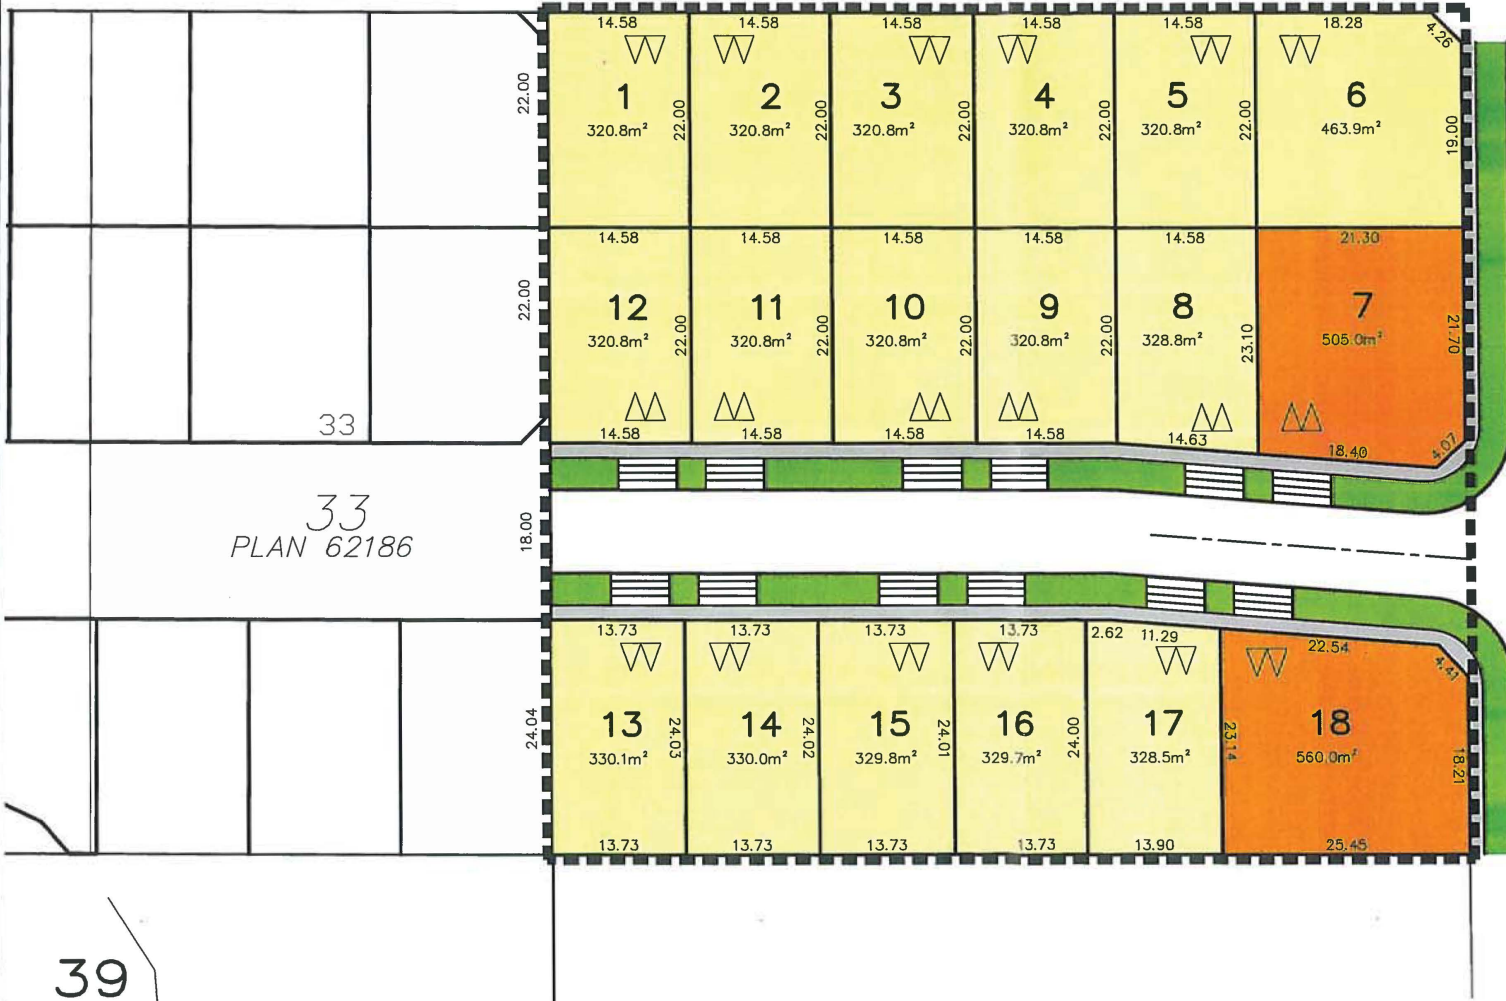 14.58 14.58 14.58 14.58 14.58 18.28
4.26
22.00
1 2 3 4 5 6
320.8m² 320.8m² 320.8m² 320.8m² 320.8m² 463.9m²
22.00 22.00 22.00 22.00 22.00 19.00
14.58 14.58 14.58 14.58 14.58 21.30
22.00
12 11 10 9 8 7
320.8m² 320.8m² 320.8m² 320.8m² 328.8m² 505.0m²
22.00 22.00 22.00 22.00 23.10 21.70
33
14.58 14.58 14.58 14.58 14.63 18.40 4.07
33
PLAN 62186
18.00
13.73 13.73 13.73 13.73 2.62 11.29 22.54
4.41
24.04
13 14 15 16 17 18
330.1m² 330.0m² 329.8m² 329.7m² 328.5m² 560.0m²
24.03 24.02 24.01 24.00 23.14 18.21
13.73 13.73 13.73 13.73 13.90 25.45
39